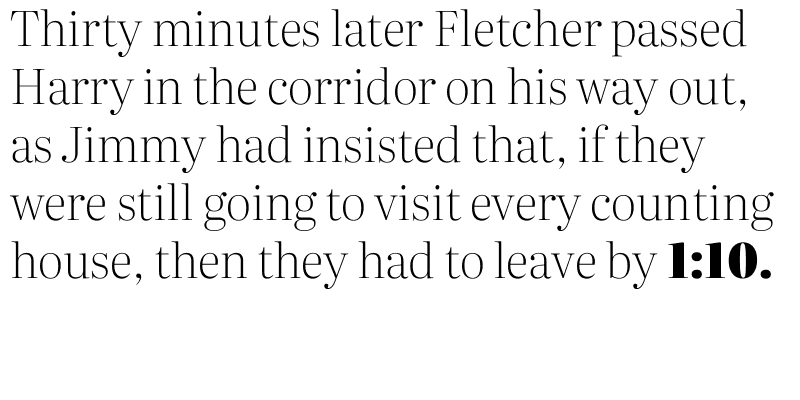 Thirty minutes later Fletcher passed
Harry in the corridor on his way out,
as Jimmy had insisted that, if they
were still going to visit every counting
house, then they had to leave by 1:10.